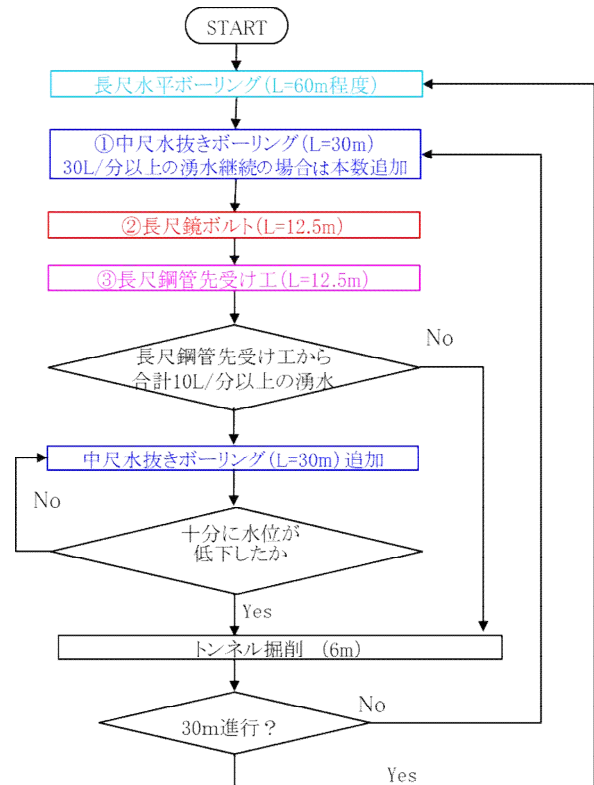 START
長尺水平ボーリング(L=60m程度)
①中尺水抜きボーリング(L=30m)
30L/分以上の湧水継続の場合は本数追加
②長尺鏡ボルト(L=12.5m)
③長尺鋼管先受け工(L=12.5m)
No
長尺鋼管先受け工から
合計10L/分以上の湧水
中尺水抜きボーリング(L=30m)追加
No
十分に水位が
低下したか
Yes
トンネル掘削 (6m)
No
30m進行?
Yes